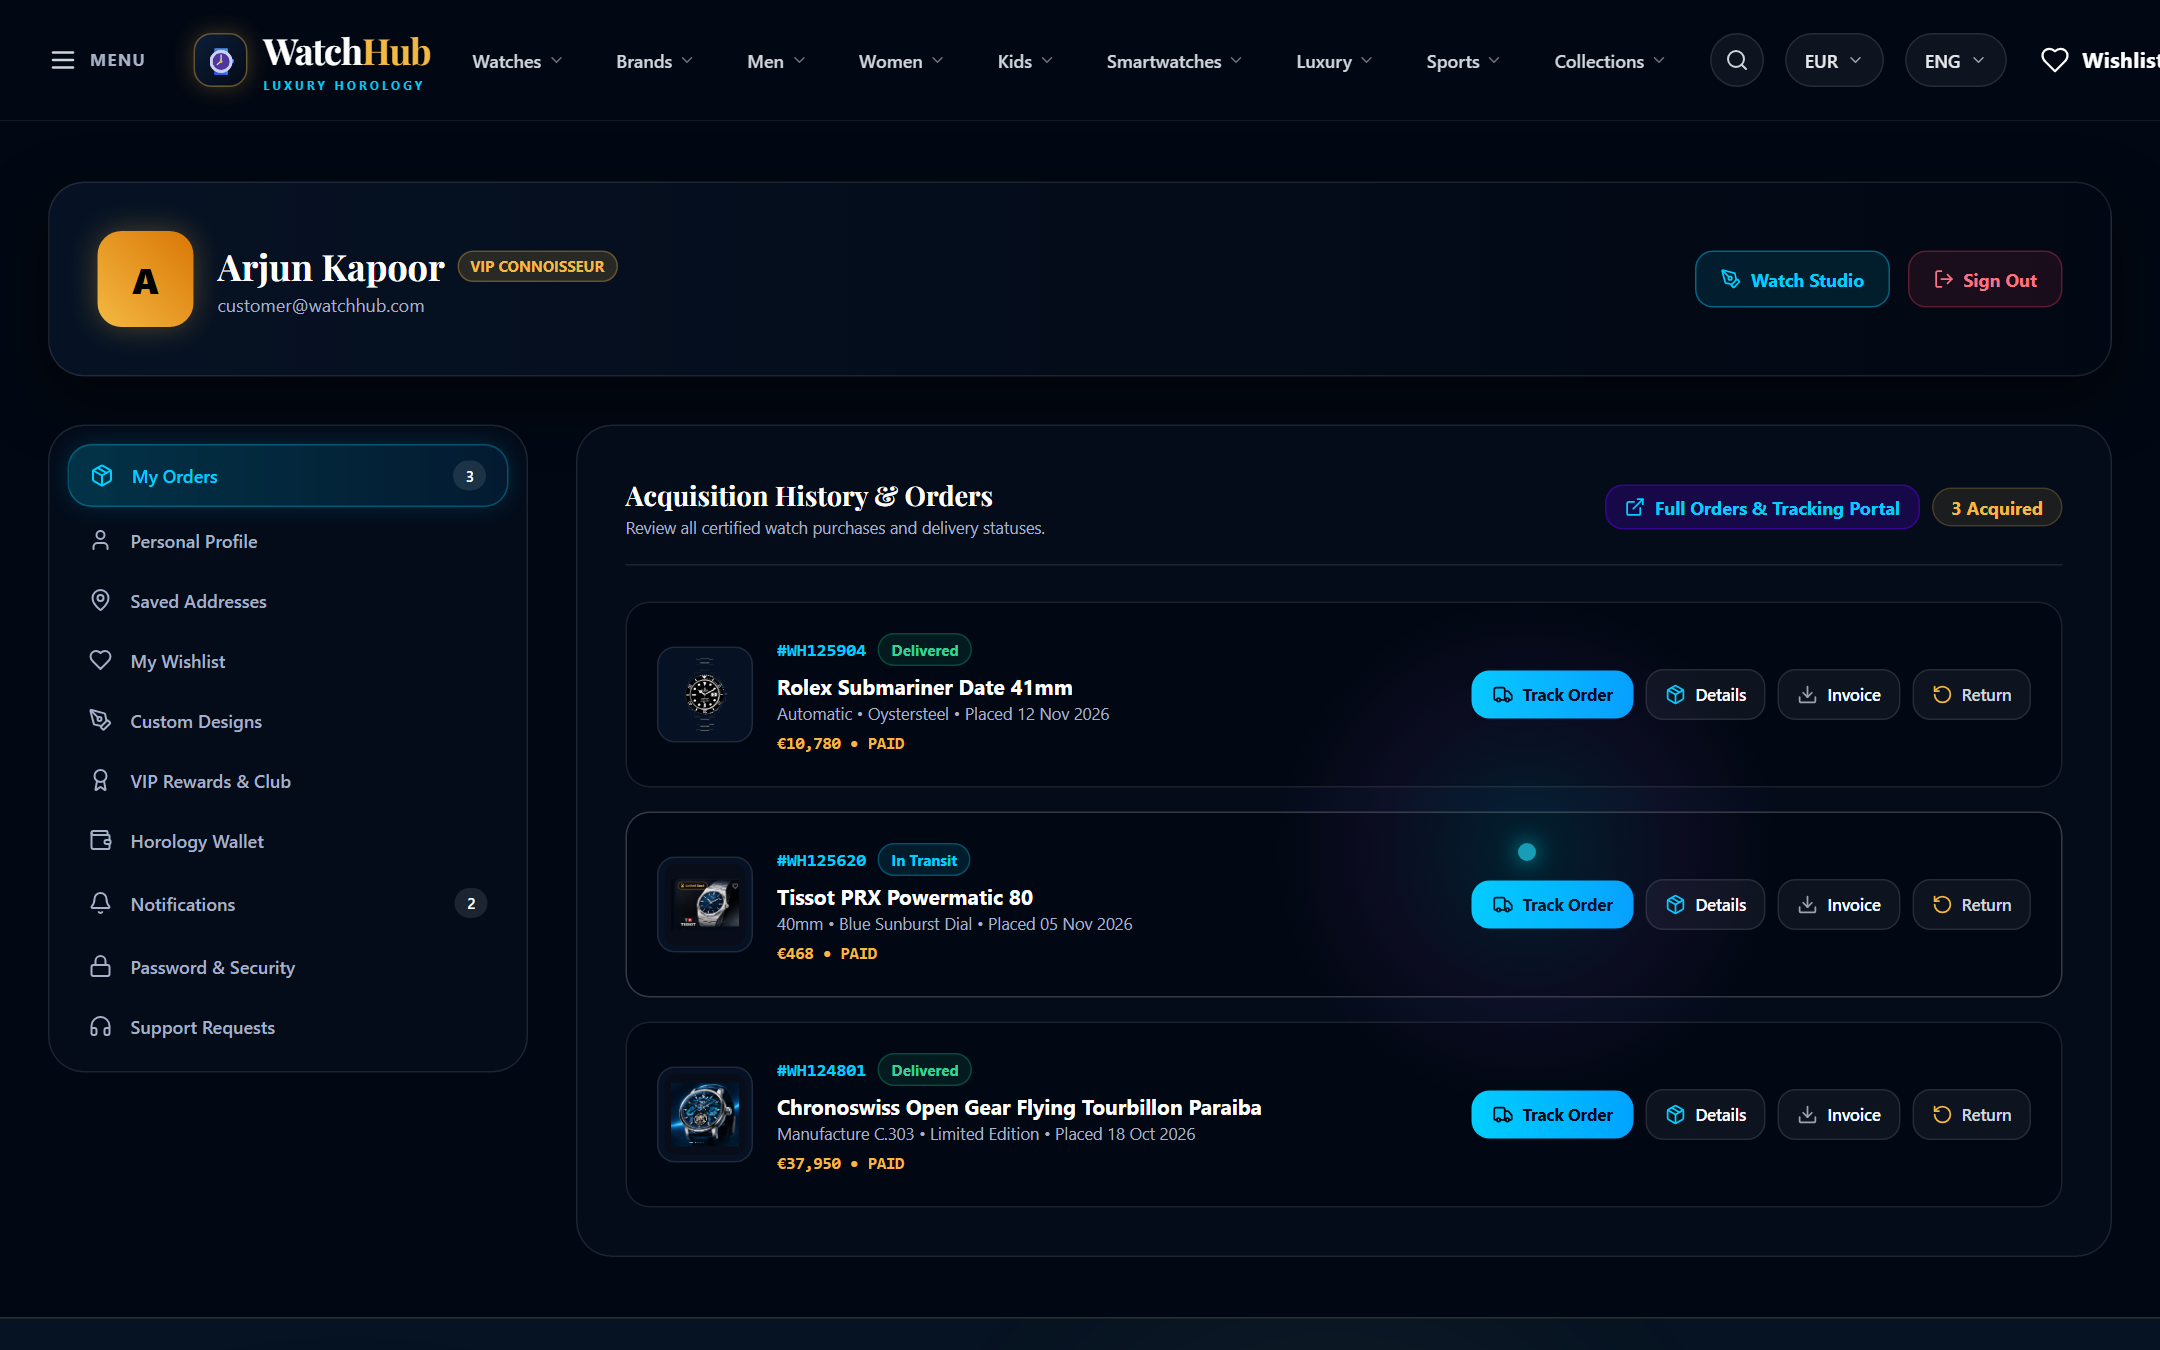 MENU
WatchHub
LUXURY HOROLOGY
Watches
Brands
Men
Women
Kids
Smartwatches
Luxury
Sports
Collections
EUR
ENG
Wishlist
A
Arjun Kapoor
VIP CONNOISSEUR
customer@watchhub.com
Watch Studio
Sign Out
My Orders
3
Personal Profile
Saved Addresses
My Wishlist
Custom Designs
VIP Rewards & Club
Horology Wallet
Notifications
2
Password & Security
Support Requests
Acquisition History & Orders
Review all certified watch purchases and delivery statuses.
Full Orders & Tracking Portal
3 Acquired
#WH125904
Delivered
Rolex Submariner Date 41mm
Automatic • Oystersteel • Placed 12 Nov 2026
€10,780 • PAID
Track Order
Details
Invoice
Return
#WH125620
In Transit
Tissot PRX Powermatic 80
40mm • Blue Sunburst Dial • Placed 05 Nov 2026
€468 • PAID
Track Order
Details
Invoice
Return
#WH124801
Delivered
Chronoswiss Open Gear Flying Tourbillon Paraiba
Manufacture C.303 • Limited Edition • Placed 18 Oct 2026
€37,950 • PAID
Track Order
Details
Invoice
Return